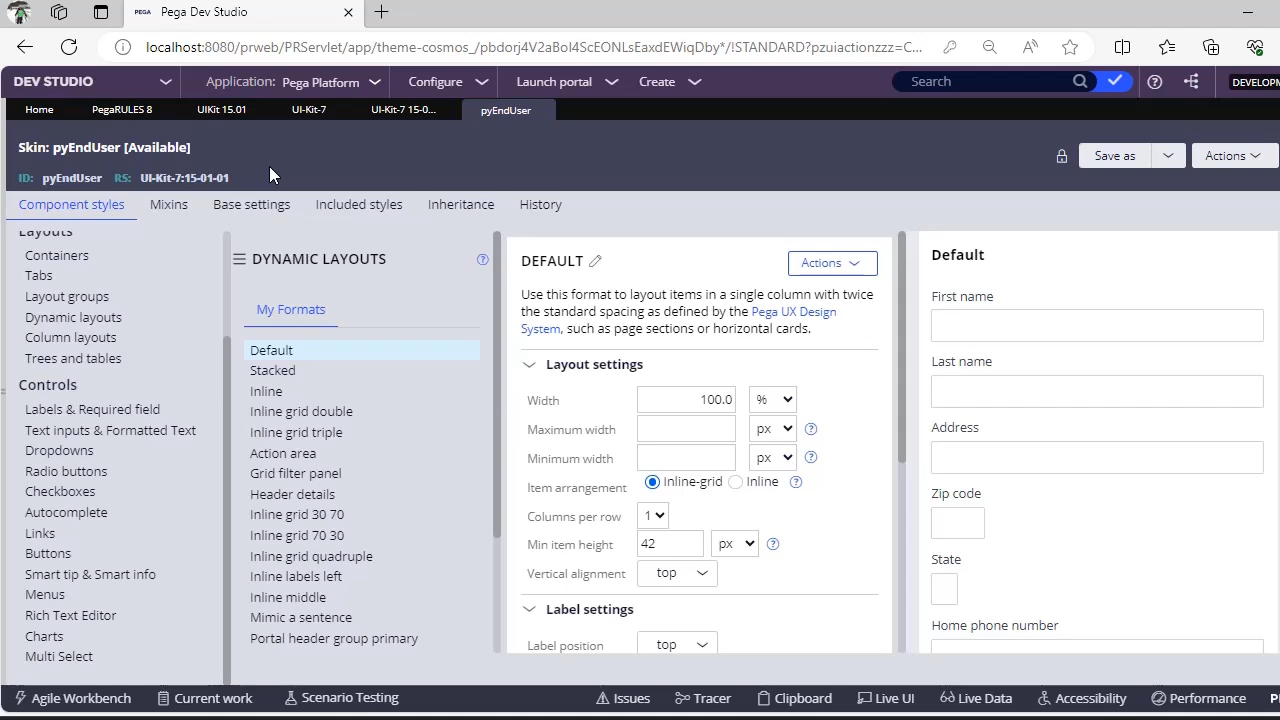 PEGA Pega Dev Studio
localhost:8080/prweb/PRServlet/app/theme-cosmos_/pbdorj4V2aBoI4ScEONLsEaxdEWiqDby*/!STANDARD?pzuiactionzzz=C...
DEV STUDIO Application: Pega Platform Configure Launch portal Create Search DEVELOPM
Home PegaRULES 8 UIKit 15.01 UI-Kit-7 UI-Kit-7 15-0... pyEndUser
Skin: pyEndUser [Available]
Save as Actions
ID: pyEndUser RS: UI-Kit-7:15-01-01
Component styles Mixins Base settings Included styles Inheritance History
Layouts
Containers
Tabs
Layout groups
Dynamic layouts
Column layouts
Trees and tables
Controls
Labels & Required field
Text inputs & Formatted Text
Dropdowns
Radio buttons
Checkboxes
Autocomplete
Links
Buttons
Smart tip & Smart info
Menus
Rich Text Editor
Charts
Multi Select
DYNAMIC LAYOUTS
My Formats
Default
Stacked
Inline
Inline grid double
Inline grid triple
Action area
Grid filter panel
Header details
Inline grid 30 70
Inline grid 70 30
Inline grid quadruple
Inline labels left
Inline middle
Mimic a sentence
Portal header group primary
DEFAULT Actions
Use this format to layout items in a single column with twice
the standard spacing as defined by the Pega UX Design
System, such as page sections or horizontal cards.
Layout settings
Width 100.0 %
Maximum width px
Minimum width px
Item arrangement Inline-grid Inline
Columns per row 1
Min item height 42 px
Vertical alignment top
Label settings
Label position top
Default
First name
Last name
Address
Zip code
State
Home phone number
Agile Workbench Current work Scenario Testing Issues Tracer Clipboard Live UI Live Data Accessibility Performance P